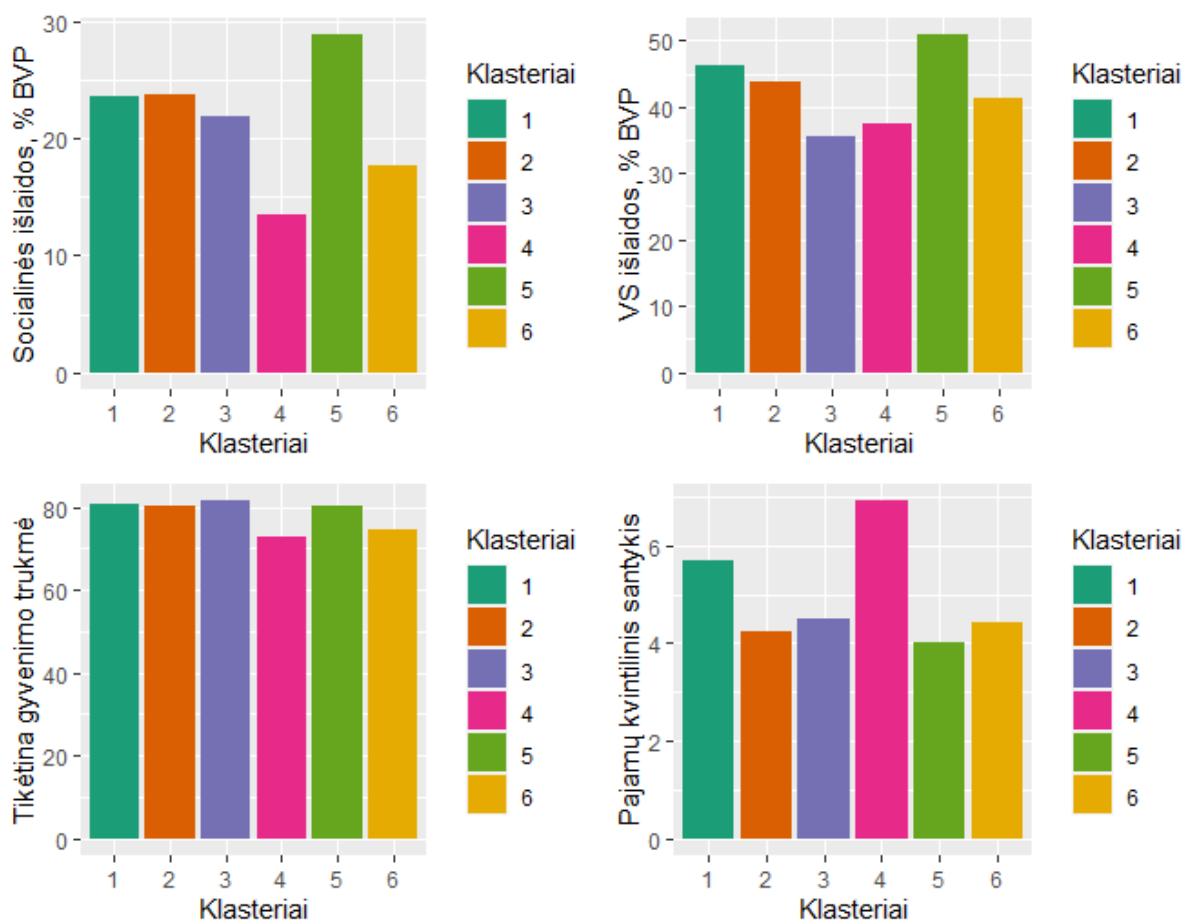 Socialinės išlaidos, % BVP
30
20
10
0
1 2 3 4 5 6
Klasteriai
Klasteriai
1
2
3
4
5
6
VS išlaidos, % BVP
50
40
30
20
10
0
1 2 3 4 5 6
Klasteriai
Klasteriai
1
2
3
4
5
6
Tikėtina gyvenimo trukmė
80
60
40
20
0
1 2 3 4 5 6
Klasteriai
Klasteriai
1
2
3
4
5
6
Pajamų kvintilinis santykis
6
4
2
0
1 2 3 4 5 6
Klasteriai
Klasteriai
1
2
3
4
5
6